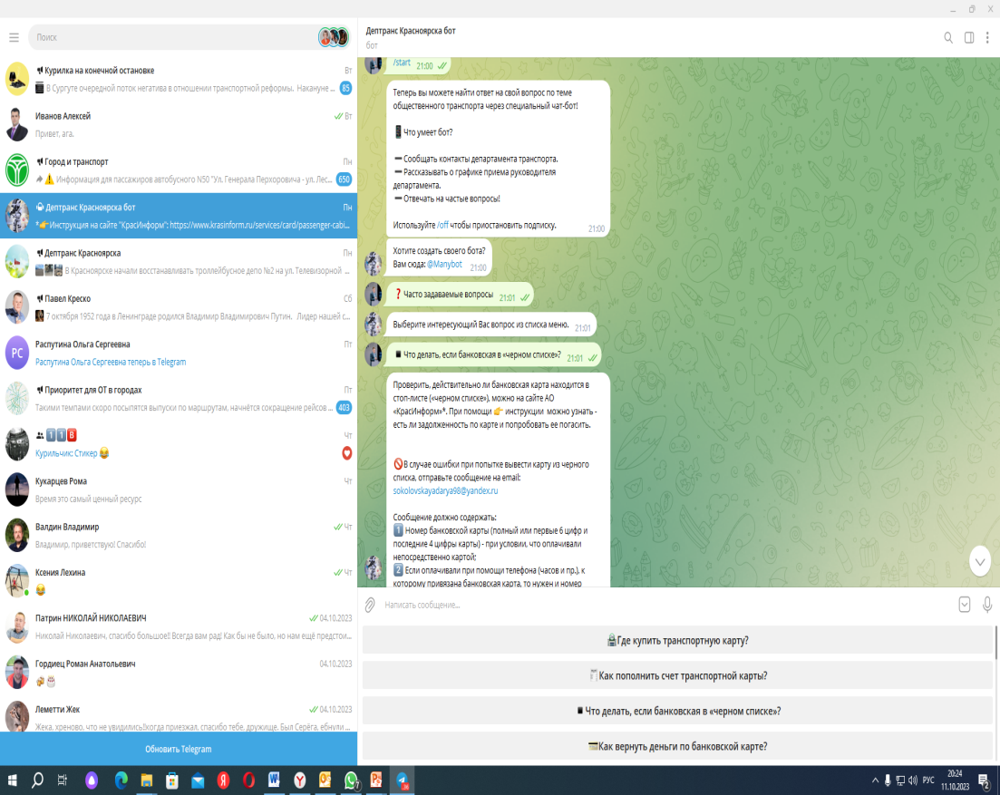 Поиск
Курилка на конечной остановке
Вт
В Сургуте очередной поток негатива в отношении транспортной реформы. Накануне ...
85
Иванов Алексей
Вт
Привет, ага.
Город и транспорт
Пн
Информация для пассажиров автобусного N50 "Ул. Генерала Перхоровича - ул. Лес...
650
Дептранс Красноярска бот
Пн
*👉Инструкция на сайте "КрасИнформ": https://www.krasinform.ru/services/card/passenger-cabi...
Дептранс Красноярска
Пн
В Красноярске начали восстанавливать троллейбусное депо №2 на ул. Телевизорной ...
Павел Креско
Сб
7 октября 1952 года в Ленинграде родился Владимир Владимирович Путин. Лидер нашей с...
РС
Распутина Ольга Сергеевна
Пт
Распутина Ольга Сергеевна теперь в Telegram
Приоритет для ОТ в городах
Пт
Такими темпами скоро посыпятся выпуски по маршрутам, начнётся сокращение рейсов ...
403
1 1 В
Чт
Курильчик: Стикер 😂
Кукарцев Рома
Чт
Время это самый ценный ресурс
Валдин Владимир
Чт
Владимир, приветствую! Спасибо!
Ксения Лехина
Чт
😂
Патрин НИКОЛАЙ НИКОЛАЕВИЧ
04.10.2023
Николай Николаевич, спасибо большое!! Всегда вам рад! Как бы не было, но нам ещё предстои...
Гордиец Роман Анатольевич
04.10.2023
Леметти Жек
04.10.2023
Жека, хреново, что не увидились!!когда приезжал, спасибо тебе, дружище. Был Серёга, ебнули ...
Обновить Telegram
Дептранс Красноярска бот
бот
/start 21:00
Теперь вы можете найти ответ на свой вопрос по теме
общественного транспорта через специальный чат-бот!
📱 Что умеет бот?
➖ Сообщать контакты департамента транспорта.
➖ Рассказывать о графике приема руководителя
департамента.
➖ Отвечать на частые вопросы!
Используйте /off чтобы приостановить подписку.
21:00
Хотите создать своего бота?
Вам сюда: @Manybot 21:00
❓ Часто задаваемые вопросы 21:01
Выберите интересующий Вас вопрос из списка меню. 21:01
Что делать, если банковская в «черном списке»? 21:01
Проверить, действительно ли банковская карта находится в
стоп-листе («черном списке»), можно на сайте АО
«КрасИнформ»*. При помощи 👉 инструкции можно узнать -
есть ли задолженность по карте и попробовать ее погасить.
🚫В случае ошибки при попытке вывести карту из черного
списка, отправьте сообщение на email:
sokolovskayadarya98@yandex.ru
Сообщение должно содержать:
1 Номер банковской карты (полный или первые 6 цифр и
последние 4 цифры карты) - при условии, что оплачивали
непосредственно картой;
2 Если оплачивали при помощи телефона (часов и пр.), к
которому привязана банковская карта, то нужен и номер
Написать сообщение...
Где купить транспортную карту?
Как пополнить счет транспортной карты?
Что делать, если банковская в «черном списке»?
Как вернуть деньги по банковской карте?
РУС
20:24
11.10.2023
7
2